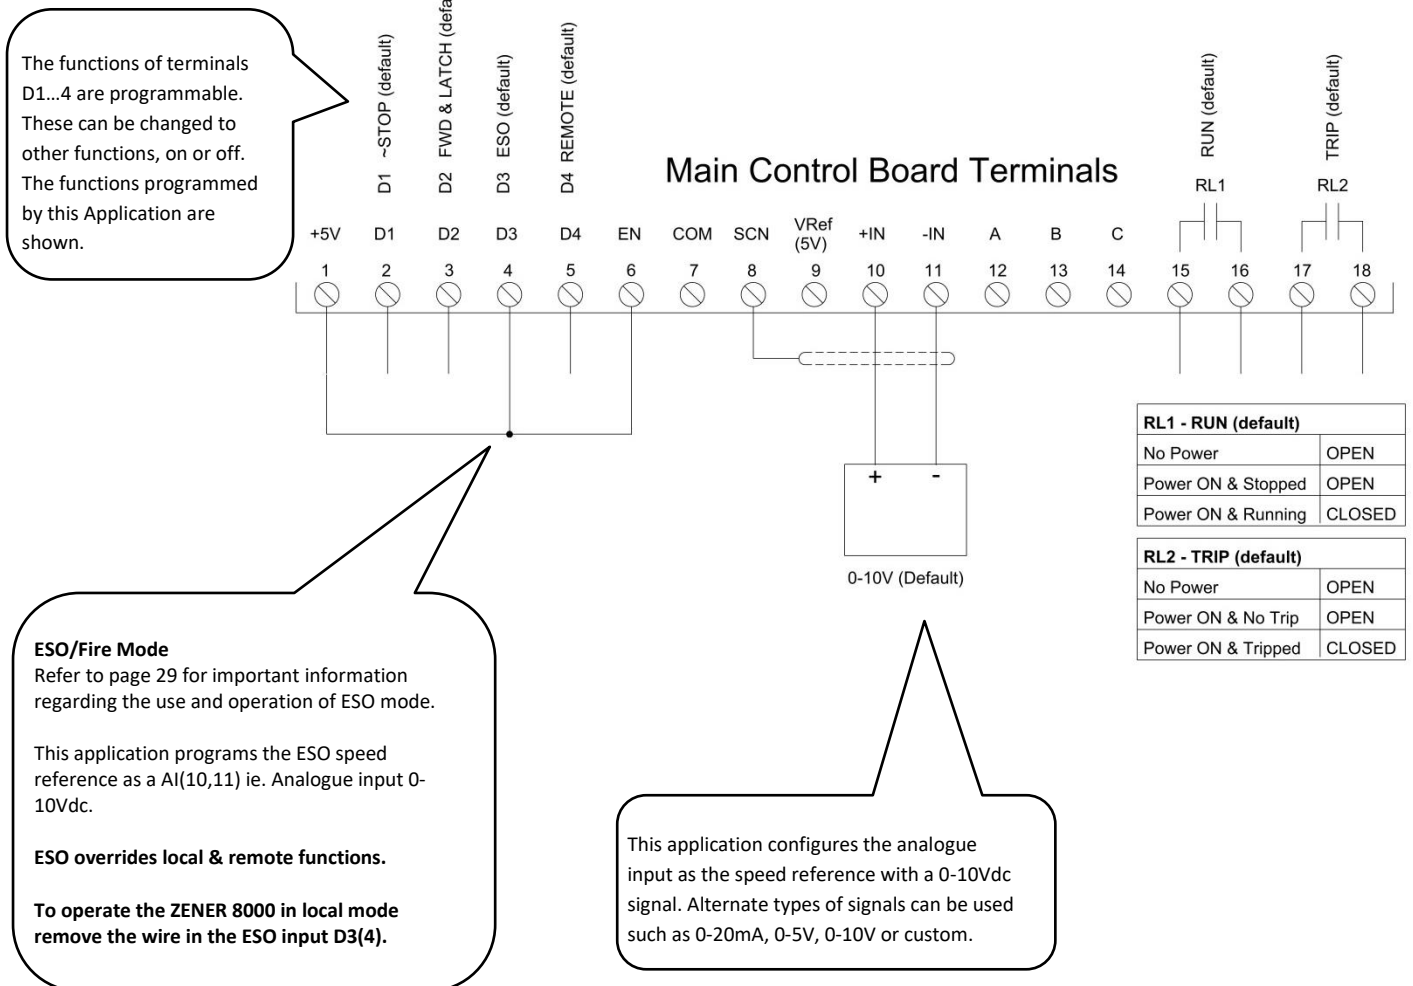 The functions of terminals
D1...4 are programmable.
These can be changed to
other functions, on or off.
The functions programmed
by this Application are
shown.
D1 ~STOP (default)
D2 FWD & LATCH
D3 ESO (default)
D4 REMOTE (default)
RUN (default)
TRIP (default)
Main Control Board Terminals
RL1
RL2
+5V D1 D2 D3 D4 EN COM SCN VRef (5V) +IN -IN A B C
1 2 3 4 5 6 7 8 9 10 11 12 13 14 15 16 17 18
+ -
0-10V (Default)
RL1 - RUN (default)
No Power OPEN
Power ON & Stopped OPEN
Power ON & Running CLOSED
RL2 - TRIP (default)
No Power OPEN
Power ON & No Trip OPEN
Power ON & Tripped CLOSED
ESO/Fire Mode
Refer to page 29 for important information
regarding the use and operation of ESO mode.
This application programs the ESO speed
reference as a AI(10,11) ie. Analogue input 0-
10Vdc.
ESO overrides local & remote functions.
To operate the ZENER 8000 in local mode
remove the wire in the ESO input D3(4).
This application configures the analogue
input as the speed reference with a 0-10Vdc
signal. Alternate types of signals can be used
such as 0-20mA, 0-5V, 0-10V or custom.